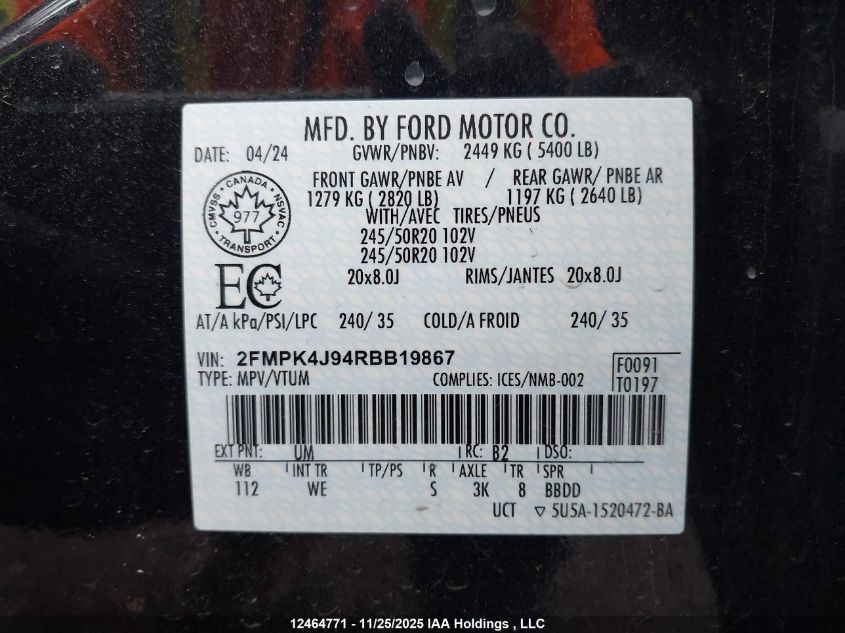 MFD. BY FORD MOTOR CO.
DATE: 04/24 GVWR/PNBV: 2449 KG ( 5400 LB)
FRONT GAWR/PNBE AV / REAR GAWR/ PNBE AR
1279 KG ( 2820 LB) 1197 KG ( 2640 LB)
WITH/AVEC TIRES/PNEUS
245/50R20 102V
245/50R20 102V
20x8.0J RIMS/JANTES 20x8.0J
CANADA
CMVSS 977 NSVAC
TRANSPORT
EC
AT/A kPa/PSI/LPC 240/ 35 COLD/A FROID 240/ 35
VIN: 2FMPK4J94RBB19867
TYPE: MPV/VTUM COMPLIES: ICES/NMB-002
F0091
T0197
EXT PNT: UM RC: B2 DSO:
WB INT TR TP/PS R AXLE TR SPR
112 WE S 3K 8 BBDD
UCT ▽ 5U5A-1520472-BA
12464771 - 11/25/2025 IAA Holdings , LLC